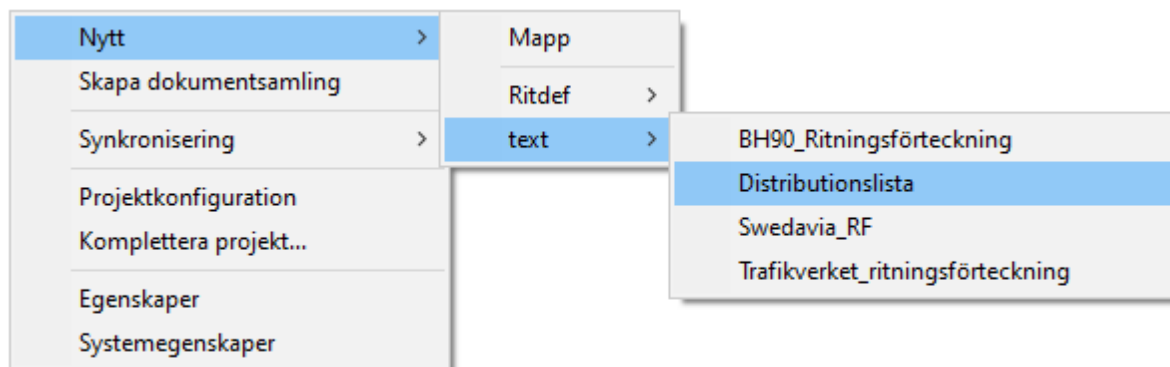 Nytt
Skapa dokumentsamling
Synkronisering
Projektkonfiguration
Komplettera projekt...
Egenskaper
Systemegenskaper
Mapp
Ritdef
text
BH90_Ritningsförteckning
Distributionslista
Swedavia_RF
Trafikverket_ritningsförteckning